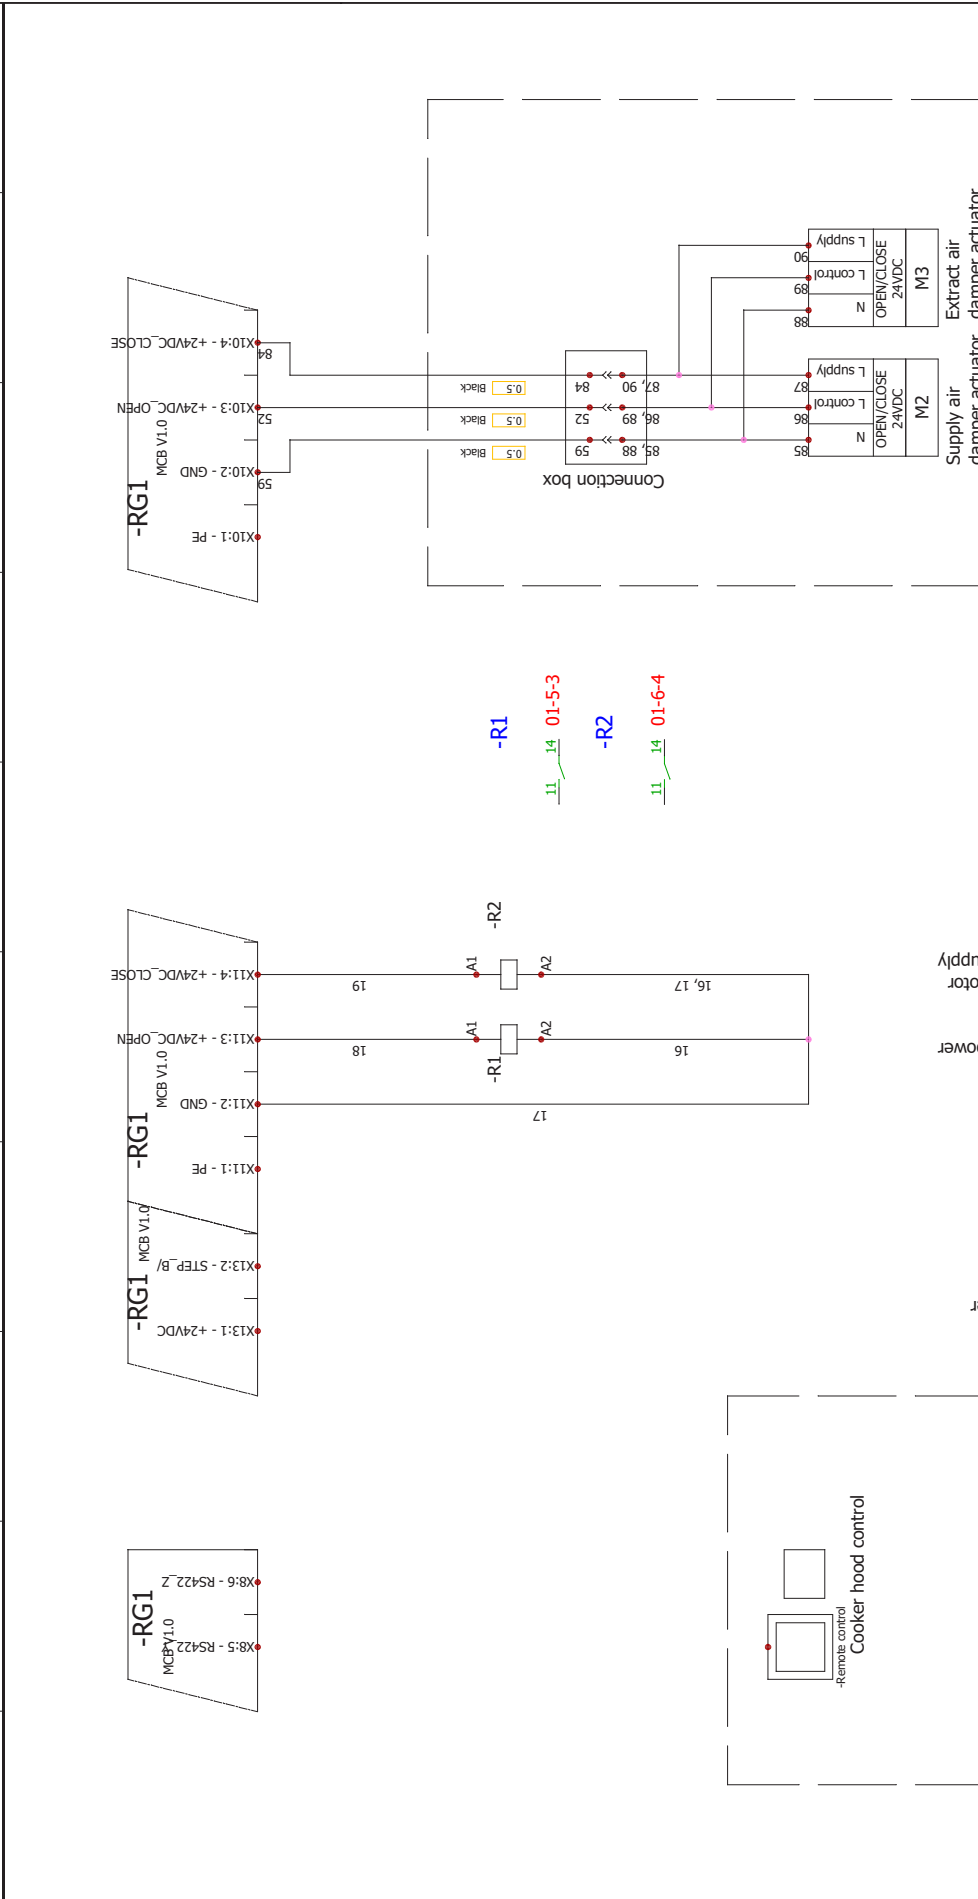 -RG1
MCB V1.0
X10:4 - +24VDC_CLOSE
84
X10:3 - +24VDC_OPEN
52
X10:2 - GND
59
X10:1 - PE
Black 0.5
Black 0.5
Black 0.5
84 90 87,
52 89 86,
59 88 85,
Connection box
L supply
90
L control
89
N
88
OPEN/CLOSE
24VDC
M3
Extract air
damper actuator
L supply
87
L control
86
N
85
OPEN/CLOSE
24VDC
M2
Supply air
damper actuator
-R1
11 14 01-5-3
-R2
11 14 01-6-4
-RG1
MCB V1.0
X11:4 - +24VDC_CLOSE
X11:3 - +24VDC_OPEN
X11:2 - GND
X11:1 - PE
19
A1
-R2
A2
16, 17
18
A1
-R1
A2
16
17
-RG1
MCB V1.0
X13:2 - STEP_B/
X13:1 - +24VDC
-RG1
MCB V1.0
X8:6 - RS422_Z
X8:5 - RS422_
-Remote control
Cooker hood control